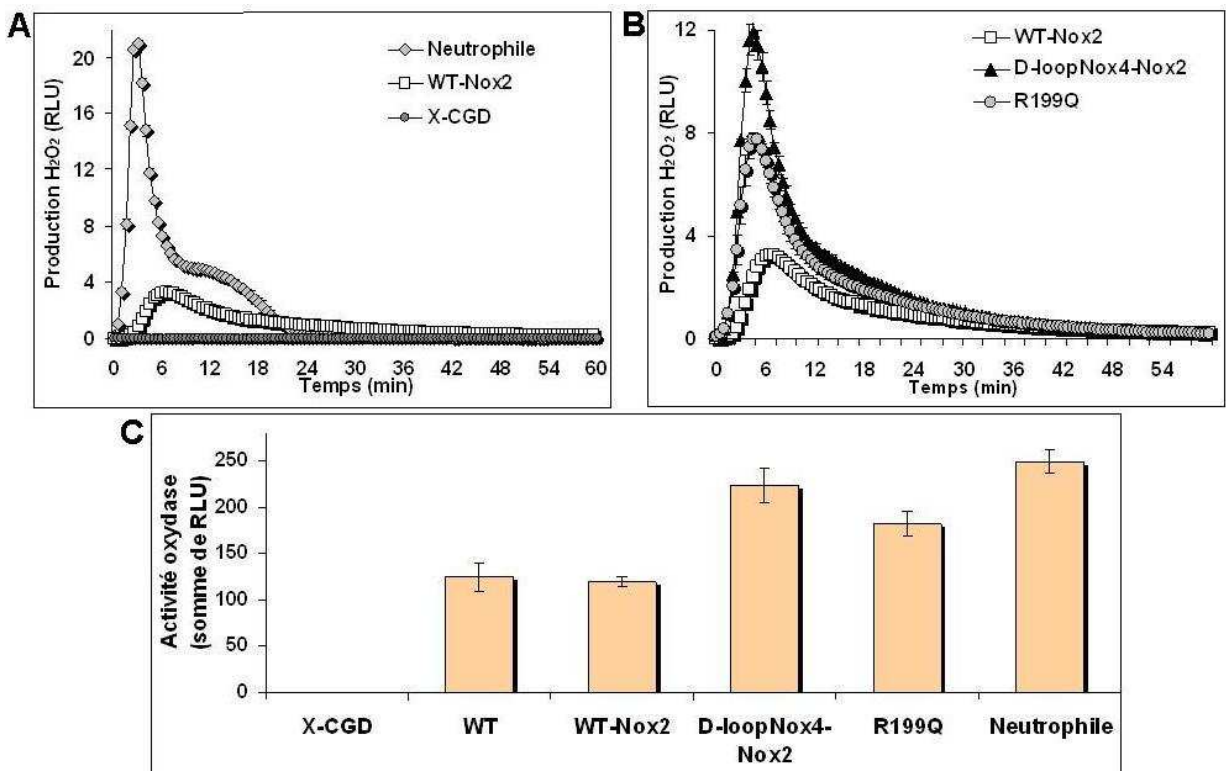 A
Production H₂O₂ (RLU)
20
16
12
8
4
0
Neutrophile
WT-Nox2
X-CGD
0 6 12 18 24 30 36 42 48 54 60
Temps (min)
B
Production H₂O₂ (RLU)
12
8
4
0
WT-Nox2
D-loopNox4-Nox2
R199Q
0 6 12 18 24 30 36 42 48 54
Temps (min)
C
Activité oxydase
(somme de RLU)
250
200
150
100
50
0
X-CGD WT WT-Nox2 D-loopNox4- R199Q Neutrophile
Nox2